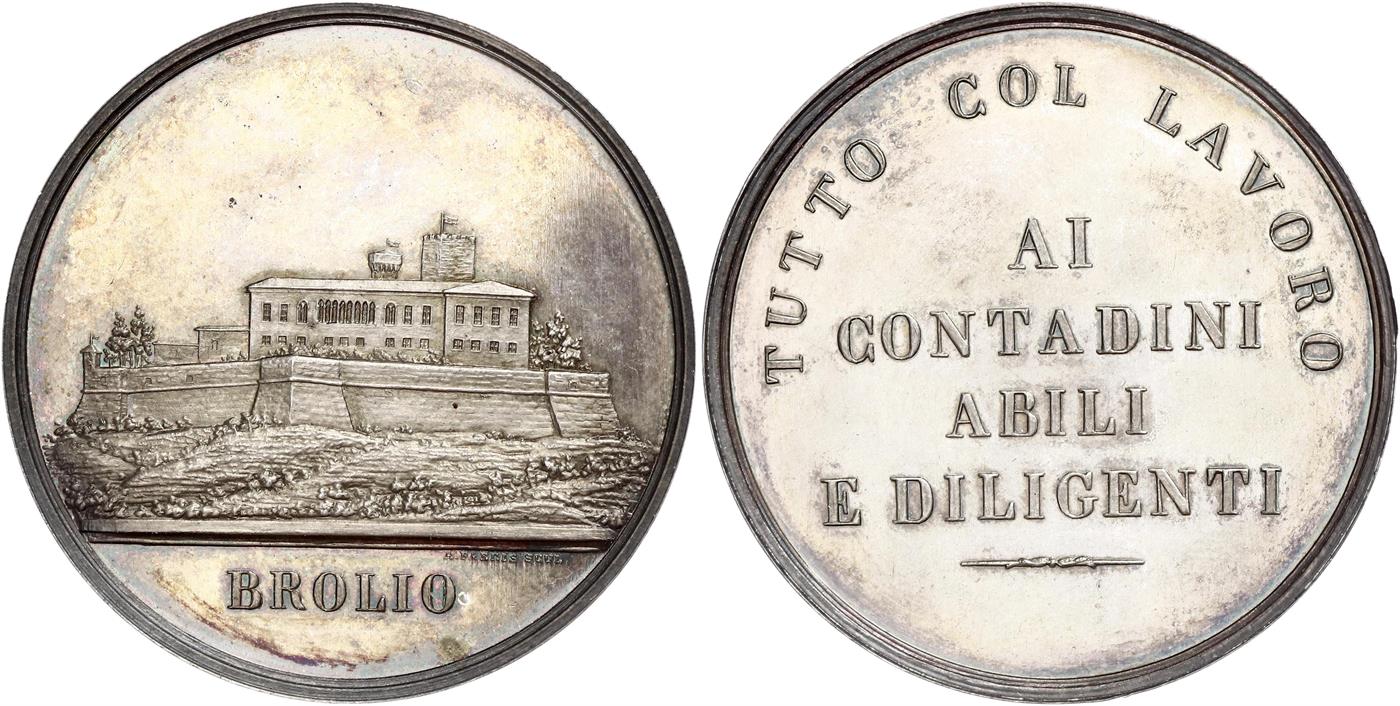 BROLIO
TUTTO COL LAVORO
AI
CONTADINI
ABILI
E DILIGENTI